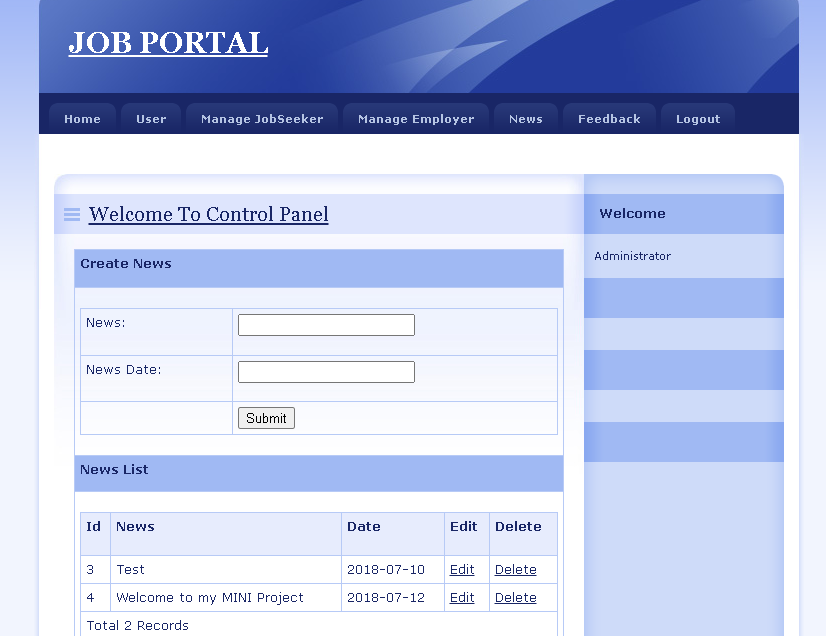 JOB PORTAL
Home User Manage JobSeeker Manage Employer News Feedback Logout
Welcome To Control Panel
Welcome
Administrator
Create News
News:
News Date:
Submit
News List
Id News Date Edit Delete
3 Test 2018-07-10 Edit Delete
4 Welcome to my MINI Project 2018-07-12 Edit Delete
Total 2 Records